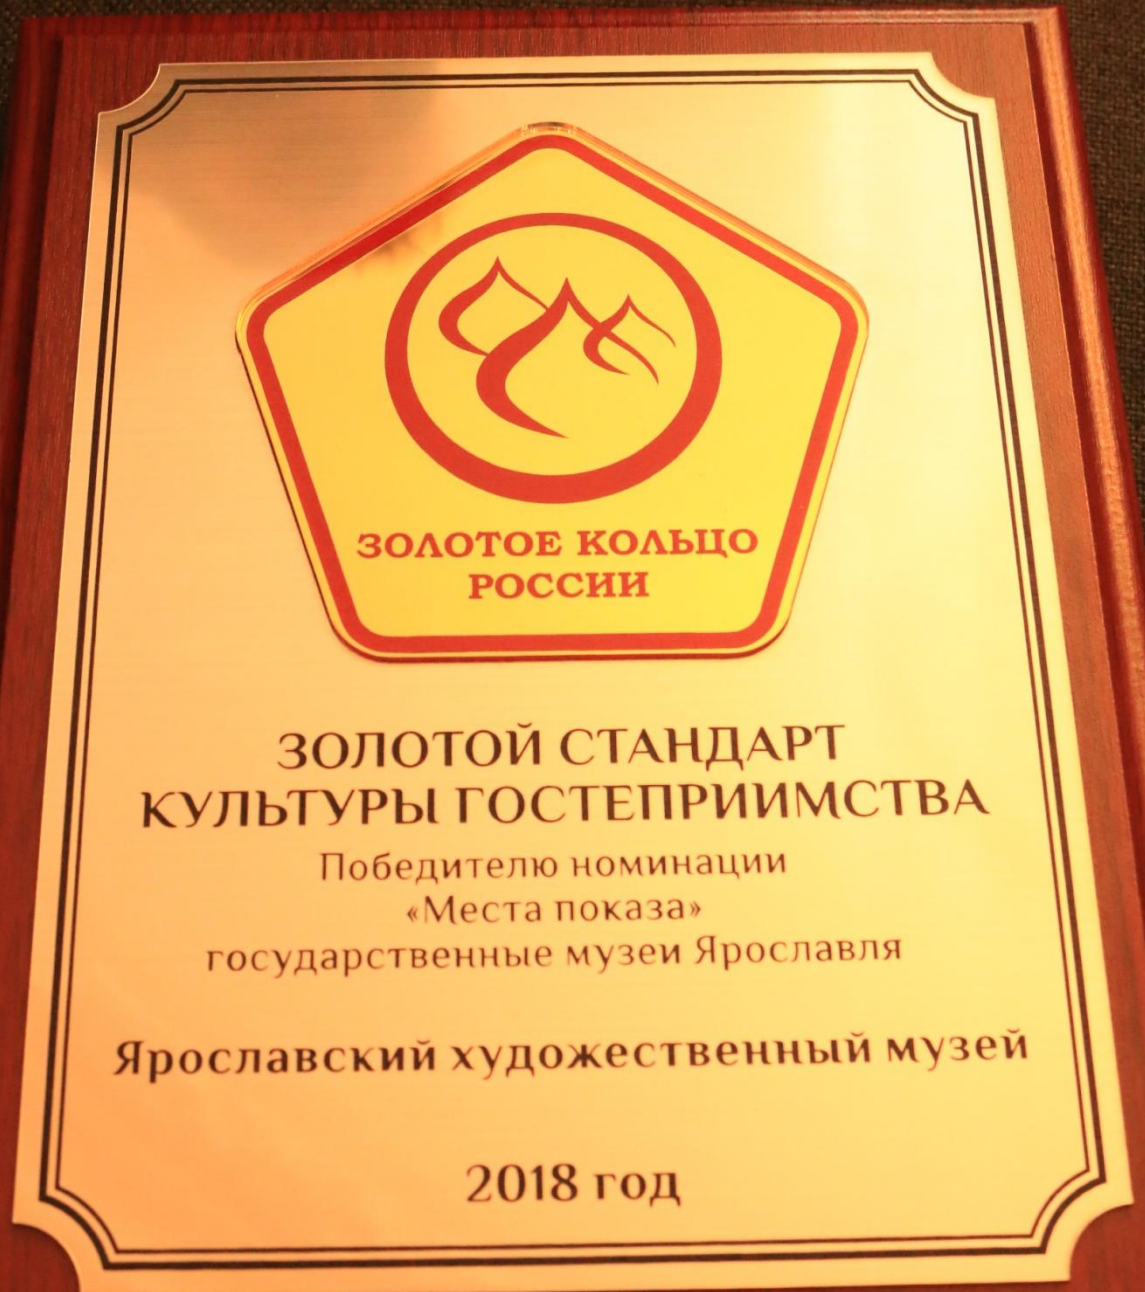 ЗОЛОТОЕ КОЛЬЦО
РОССИИ
ЗОЛОТОЙ СТАНДАРТ
КУЛЬТУРЫ ГОСТЕПРИИМСТВА
Победителю номинации
«Места показа»
государственные музеи Ярославля
Ярославский художественный музей
2018 год